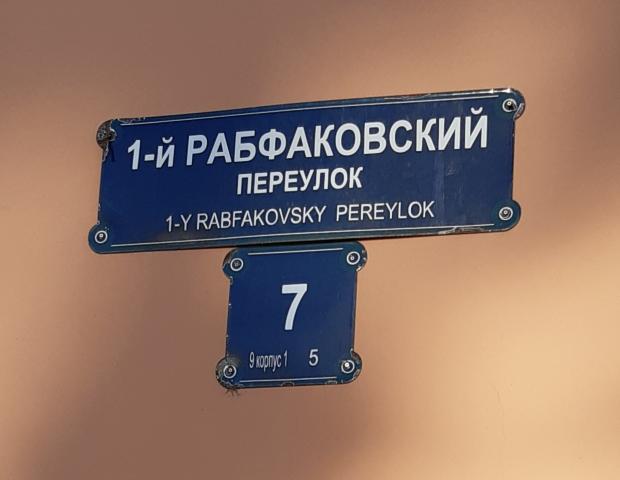 1-й РАБФАКОВСКИЙ
ПЕРЕУЛОК
1-Y RABFAKOVSKY PEREYLOK
7
9 корпус 1 5